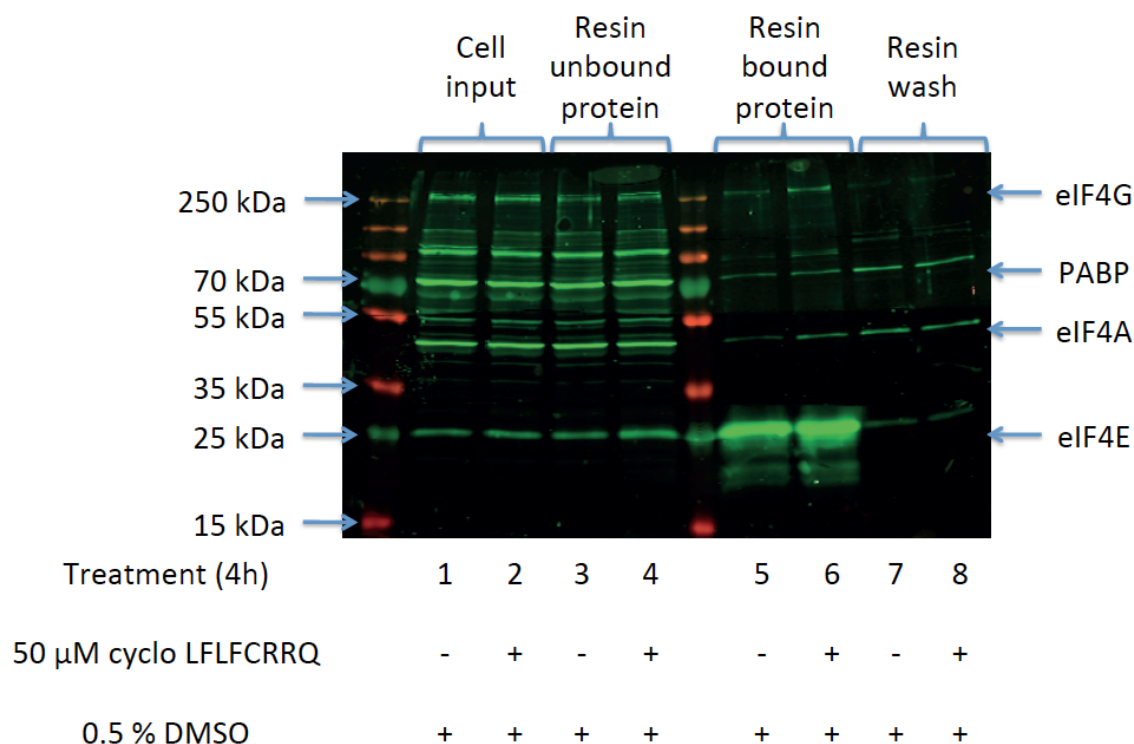 Cell input
Resin unbound protein
Resin bound protein
Resin wash
250 kDa
70 kDa
55 kDa
35 kDa
25 kDa
15 kDa
eIF4G
PABP
eIF4A
eIF4E
Treatment (4h) 1 2 3 4 5 6 7 8
50 µM cyclo LFLFCRRQ - + - + - + - +
0.5 % DMSO + + + + + + + +